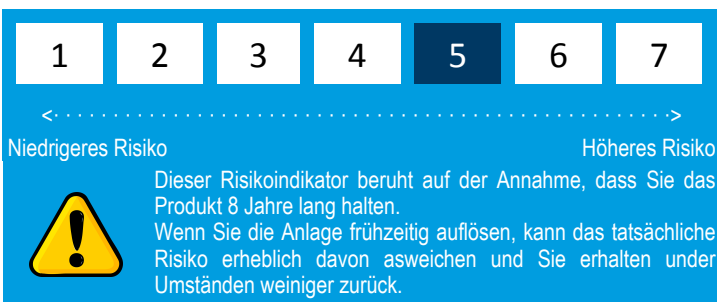 1 2 3 4 5 6 7
<· · · · · · · · · · · · · · · · · · · · · · · · · · · · · · · · · · · · · · · · · · · · · · · · · · · ·>
Niedrigeres Risiko Höheres Risiko
Dieser Risikoindikator beruht auf der Annahme, dass Sie das
Produkt 8 Jahre lang halten.
Wenn Sie die Anlage frühzeitig auflösen, kann das tatsächliche
Risiko erheblich davon asweichen und Sie erhalten under
Umständen weiniger zurück.